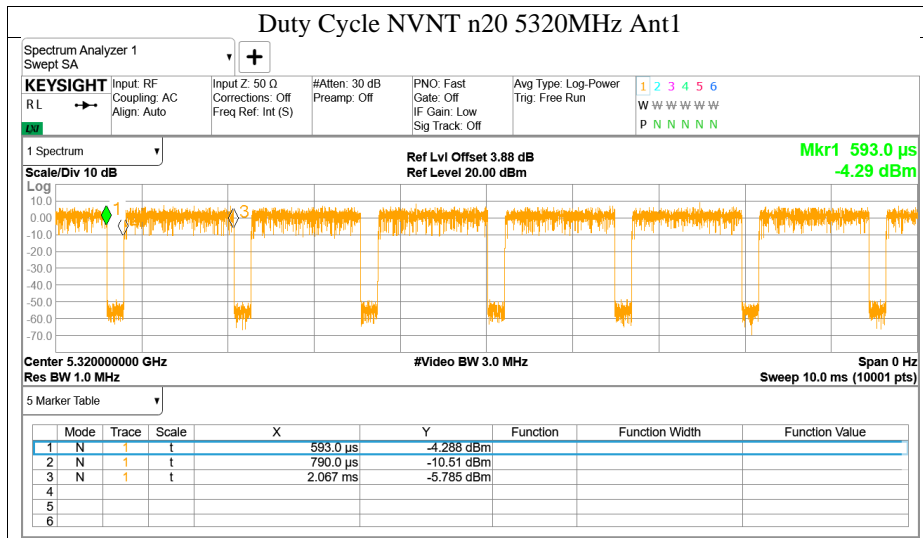 Duty Cycle NVNT n20 5320MHz Ant1
Spectrum Analyzer 1
Swept SA
+
KEYSIGHT Input: RF Input Z: 50 Ω #Atten: 30 dB PNO: Fast Avg Type: Log-Power 1 2 3 4 5 6
R L Coupling: AC Corrections: Off Preamp: Off Gate: Off Trig: Free Run
Align: Auto Freq Ref: Int (S) IF Gain: Low W W W W W W
LXI Sig Track: Off P N N N N N
1 Spectrum Ref Lvl Offset 3.88 dB Mkr1 593.0 µs
Scale/Div 10 dB Ref Level 20.00 dBm -4.29 dBm
Log
10.0
0.00
-10.0
-20.0
-30.0
-40.0
-50.0
-60.0
-70.0
1
3
Center 5.320000000 GHz #Video BW 3.0 MHz Span 0 Hz
Res BW 1.0 MHz Sweep 10.0 ms (10001 pts)
5 Marker Table
Mode Trace Scale X Y Function Function Width Function Value
1 N 1 t 593.0 µs -4.288 dBm
2 N 1 t 790.0 µs -10.51 dBm
3 N 1 t 2.067 ms -5.785 dBm
4
5
6